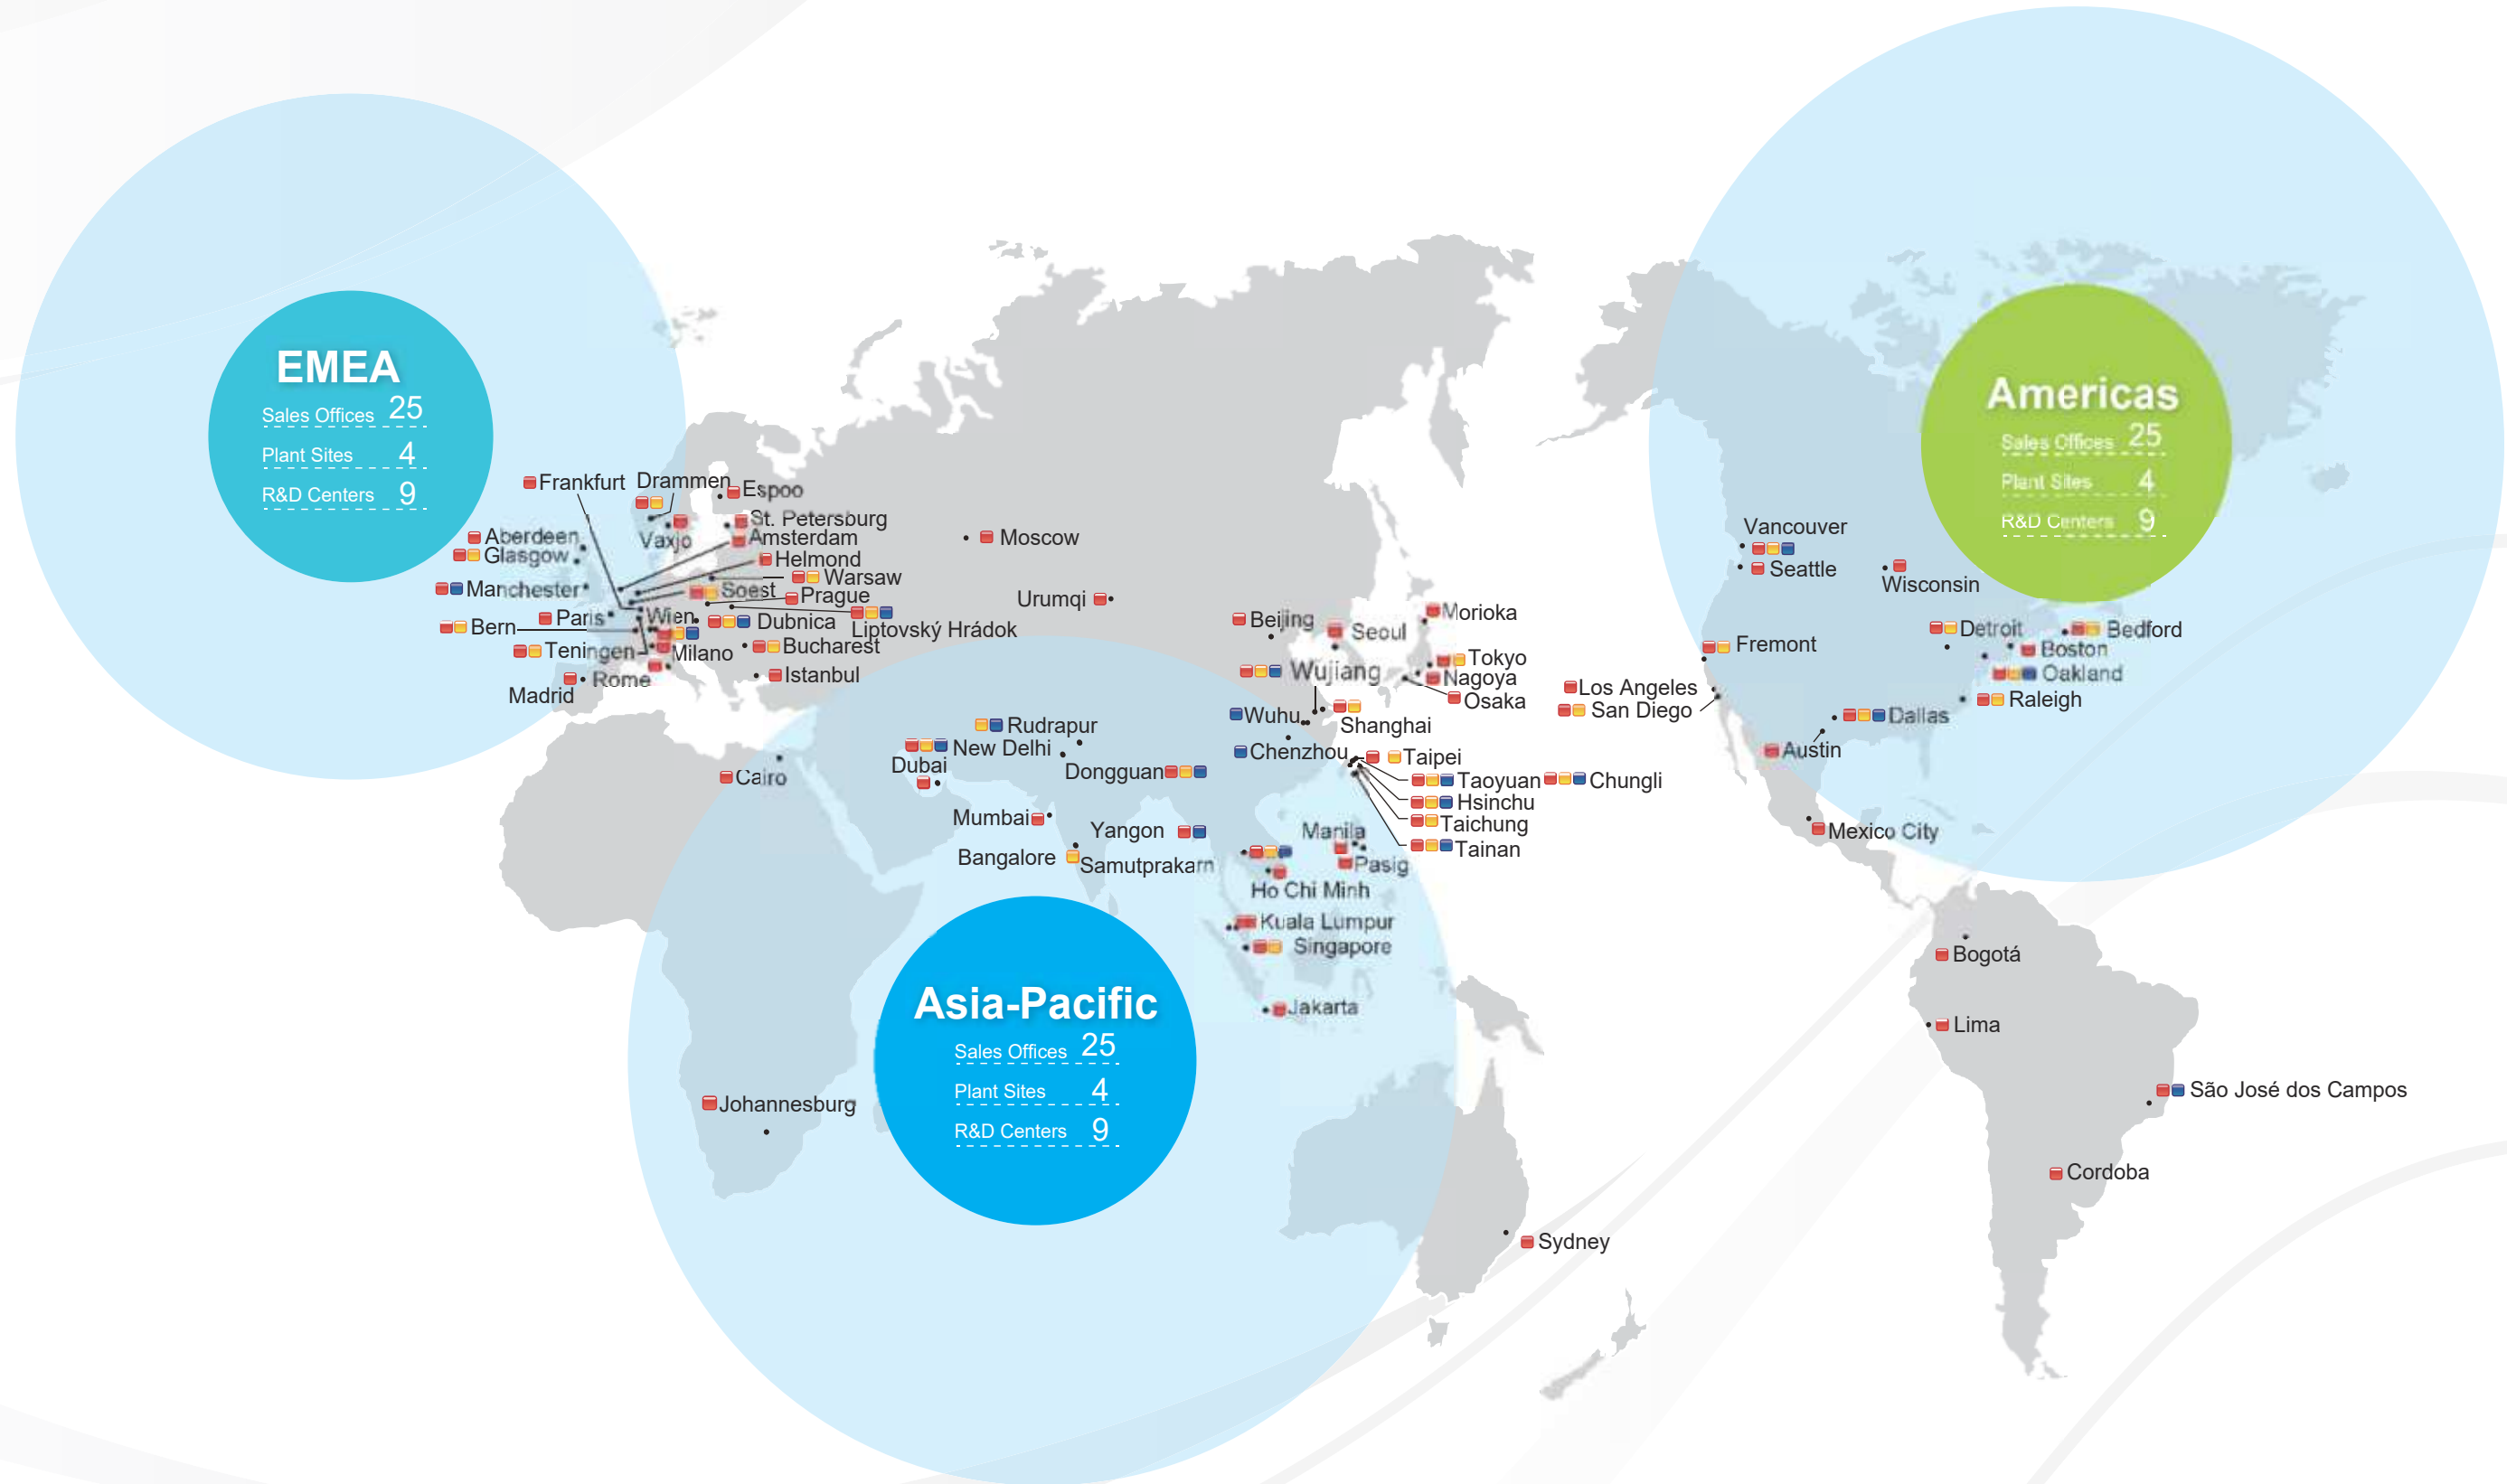 EMEA
Sales Offices 25
Plant Sites 4
R&D Centers 9
Americas
Sales Offices 25
Plant Sites 4
R&D Centers 9
Asia-Pacific
Sales Offices 25
Plant Sites 4
R&D Centers 9
Frankfurt
Drammen
Espoo
Aberdeen
Glasgow
Vaxjo
St. Petersburg
Amsterdam
Helmond
Manchester
Warsaw
Soest
Prague
Paris
Wien
Dubnica
Liptovský Hrádok
Bern
Teningen
Milano
Bucharest
Rome
Istanbul
Madrid
Moscow
Urumqi
Beijing
Seoul
Morioka
Wujiang
Tokyo
Nagoya
Osaka
Wuhu
Shanghai
Chenzhou
Rudrapur
New Delhi
Dubai
Cairo
Dongguan
Taipei
Taoyuan
Chungli
Hsinchu
Taichung
Tainan
Mumbai
Yangon
Manila
Bangalore
Samutprakarn
Pasig
Ho Chi Minh
Kuala Lumpur
Singapore
Jakarta
Johannesburg
Sydney
Vancouver
Seattle
Wisconsin
Fremont
Detroit
Bedford
Boston
Oakland
Los Angeles
San Diego
Raleigh
Dallas
Austin
Mexico City
Bogotá
Lima
São José dos Campos
Cordoba